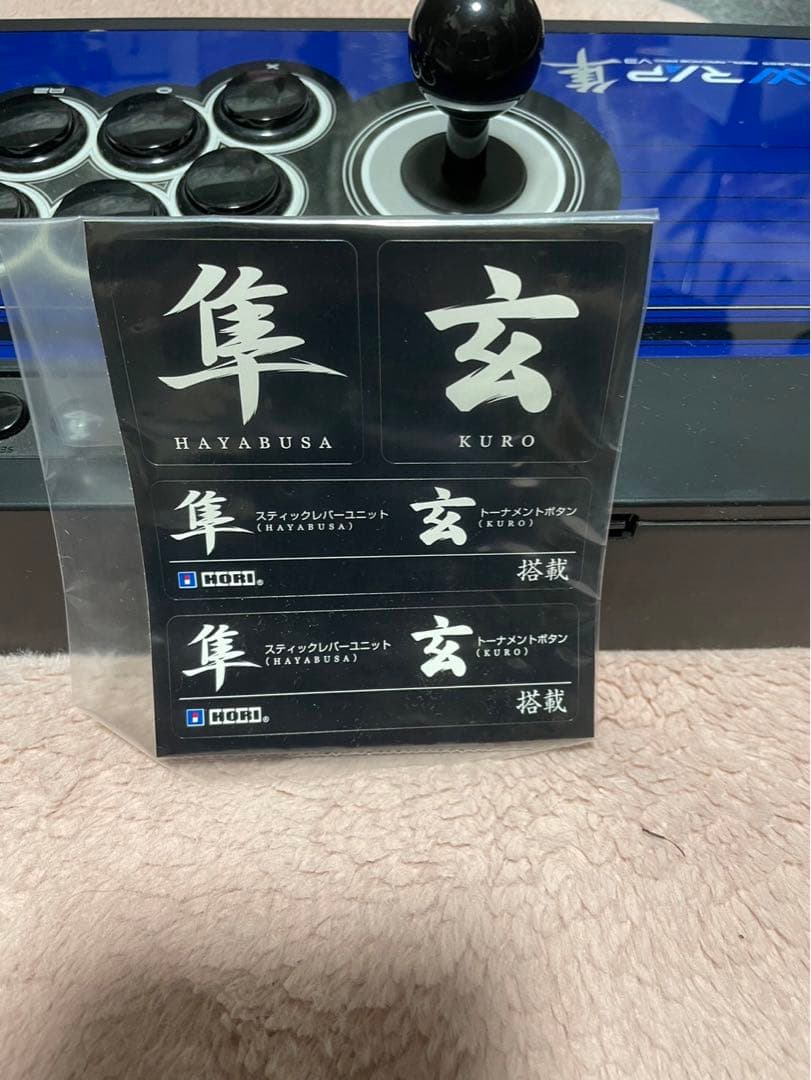 RAP 隼
隼
HAYABUSA
玄
KURO
隼 スティックレバーユニット
(HAYABUSA)
玄 トーナメントボタン
(KURO)
HORI®
搭載
隼 スティックレバーユニット
(HAYABUSA)
玄 トーナメントボタン
(KURO)
HORI®
搭載